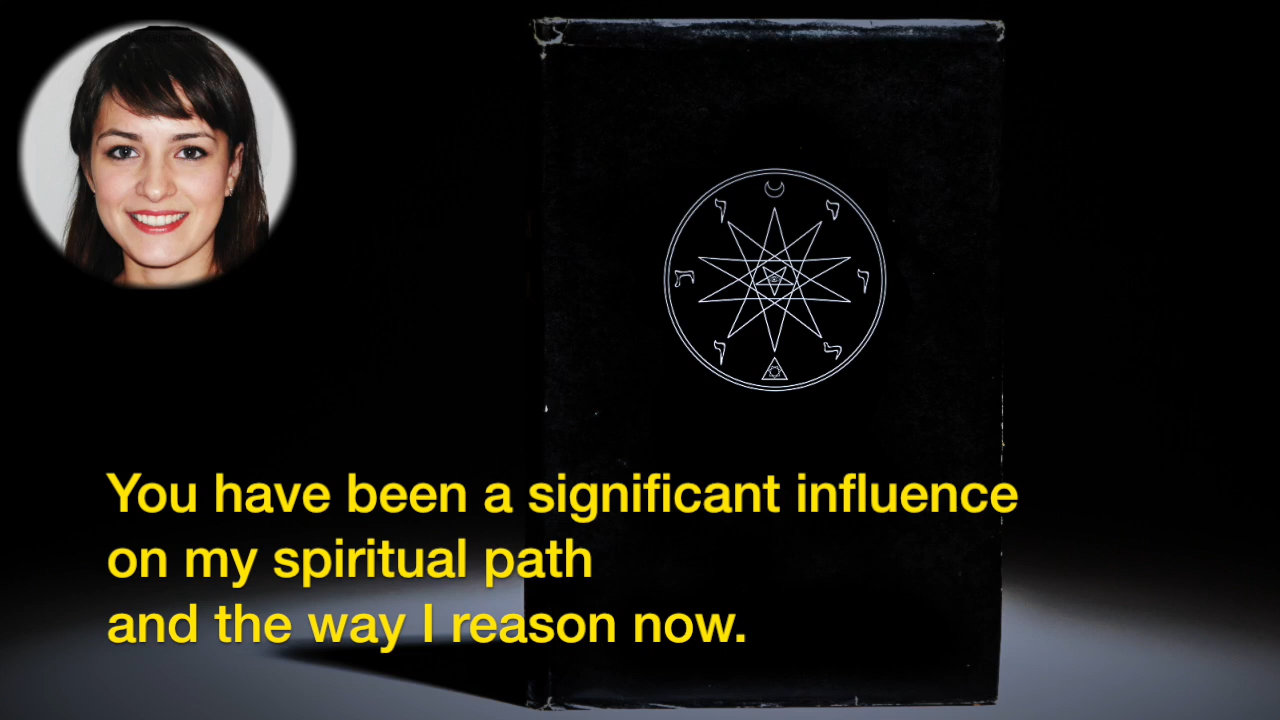 You have been a significant influence
on my spiritual path
and the way I reason now.